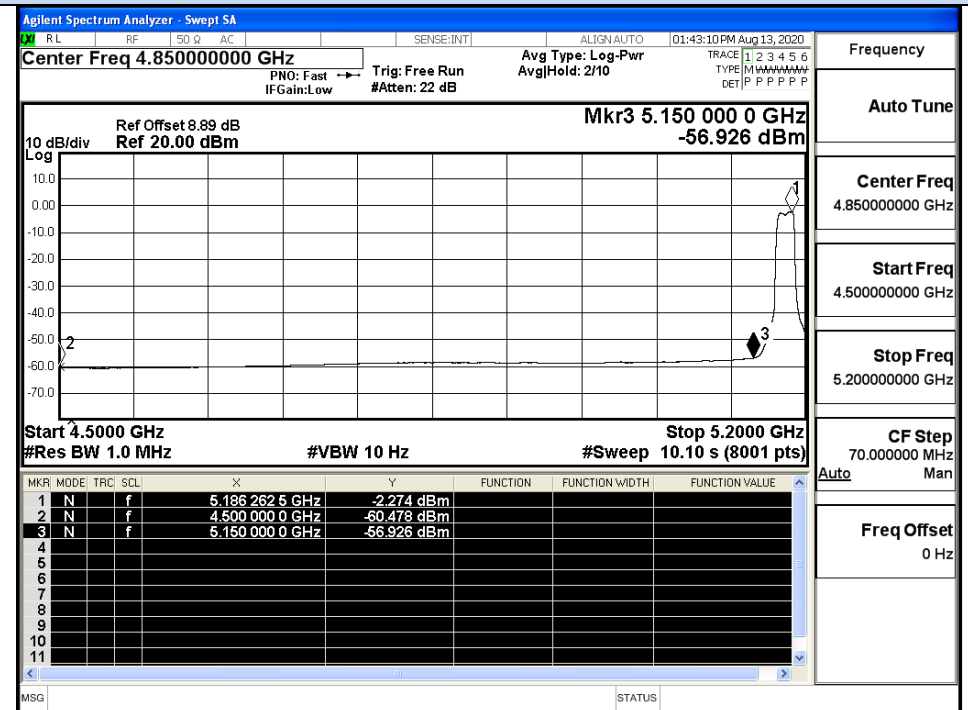 Agilent Spectrum Analyzer - Swept SA
LXI RL RF 50 Ω AC SENSE:INT ALIGN AUTO 01:43:10 PM Aug 13, 2020
Center Freq 4.850000000 GHz
PNO: Fast
IFGain:Low
Trig: Free Run
#Atten: 22 dB
Avg Type: Log-Pwr
Avg|Hold: 2/10
TRACE 1 2 3 4 5 6
TYPE M WWWWW
DET P P P P P P
Mkr3 5.150 000 0 GHz
-56.926 dBm
Ref Offset 8.89 dB
10 dB/div Ref 20.00 dBm
Log
10.0
0.00
-10.0
-20.0
-30.0
-40.0
-50.0
-60.0
-70.0
1
2
3
Start 4.5000 GHz Stop 5.2000 GHz
#Res BW 1.0 MHz #VBW 10 Hz #Sweep 10.10 s (8001 pts)
MKR MODE TRC SCL X Y FUNCTION FUNCTION WIDTH FUNCTION VALUE
1 N f 5.186 262 5 GHz -2.274 dBm
2 N f 4.500 000 0 GHz -60.478 dBm
3 N f 5.150 000 0 GHz -56.926 dBm
4
5
6
7
8
9
10
11
MSG STATUS
Frequency
Auto Tune
Center Freq
4.850000000 GHz
Start Freq
4.500000000 GHz
Stop Freq
5.200000000 GHz
CF Step
70.000000 MHz
Auto Man
Freq Offset
0 Hz